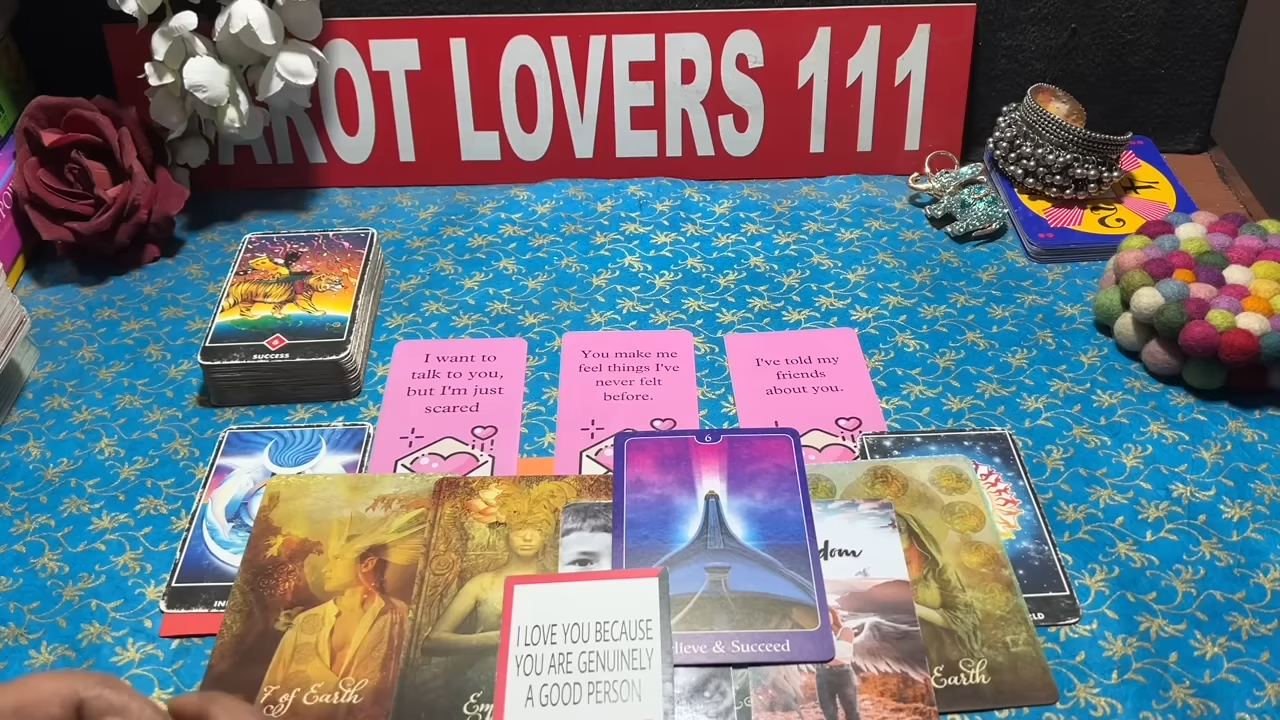 AROT LOVERS 111
SUCCESS
I want to
talk to you,
but I'm just
scared
You make me
feel things I've
never felt
before.
I've told my
friends
about you.
6
7 of Earth
I LOVE YOU BECAUSE
YOU ARE GENUINELY
A GOOD PERSON
elieve & Succeed
dom
Earth